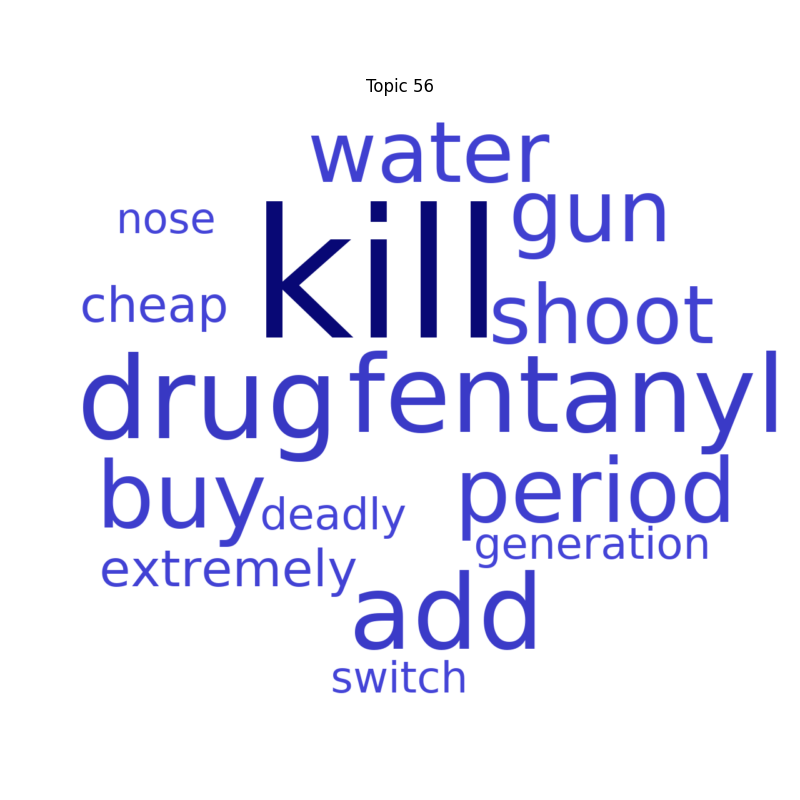 Topic 56
water
nose
kill
gun
cheap
shoot
drug
fentanyl
buy
period
deadly
generation
extremely
add
switch